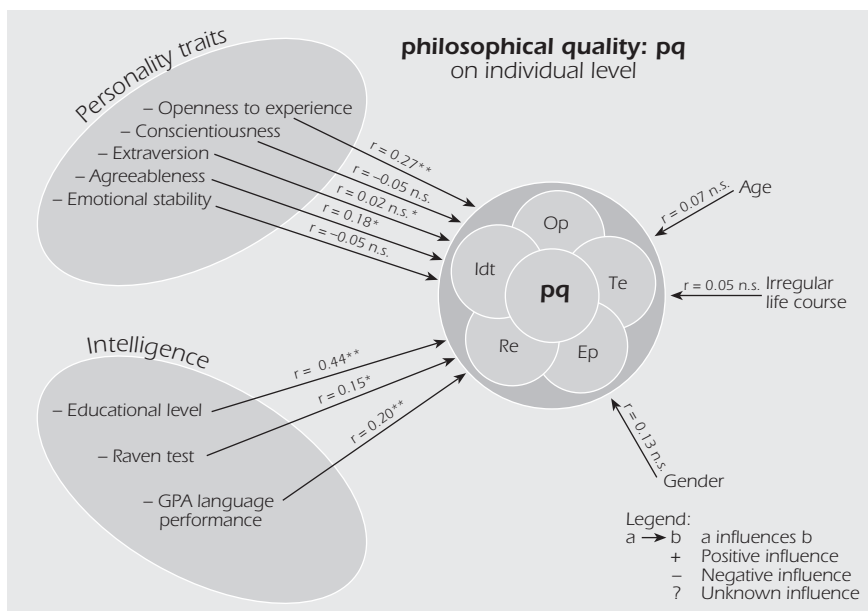 philosophical quality: pq
on individual level
Personality traits
– Openness to experience
– Conscientiousness
– Extraversion
– Agreeableness
– Emotional stability
r = 0.27**
r = –0.05 n.s.
r = 0.02 n.s.*
r = 0.18*
r = –0.05 n.s.
Op
Idt
Te
pq
Re
Ep
r = 0.07 n.s.
Age
r = 0.05 n.s.
Irregular
life course
r = 0.13 n.s.
Gender
Intelligence
– Educational level
– Raven test
– GPA language
performance
r = 0.44**
r = 0.15*
r = 0.20**
Legend:
a → b a influences b
+ Positive influence
– Negative influence
? Unknown influence